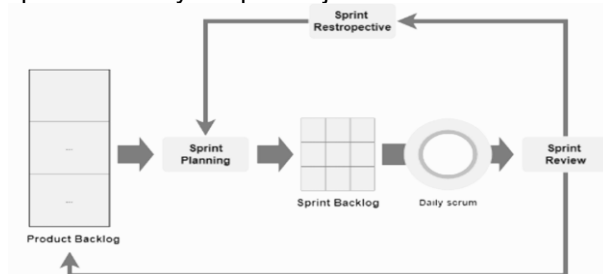 Sprint
Restropective
Sprint
Planning
Sprint Backlog
Daily scrum
Sprint
Review
Product Backlog